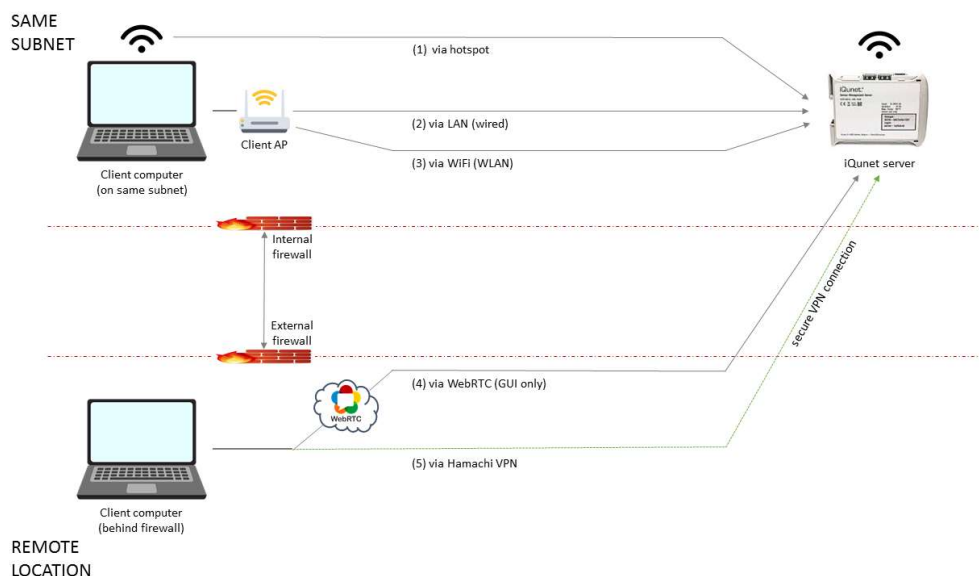 SAME
SUBNET
(1) via hotspot
iQunet
(2) via LAN (wired)
Client AP
(3) via WiFi (WLAN)
Client computer
(on same subnet)
iQunet server
Internal
firewall
secure VPN connection
External
firewall
(4) via WebRTC (GUI only)
WebRTC
(5) via Hamachi VPN
Client computer
(behind firewall)
REMOTE
LOCATION